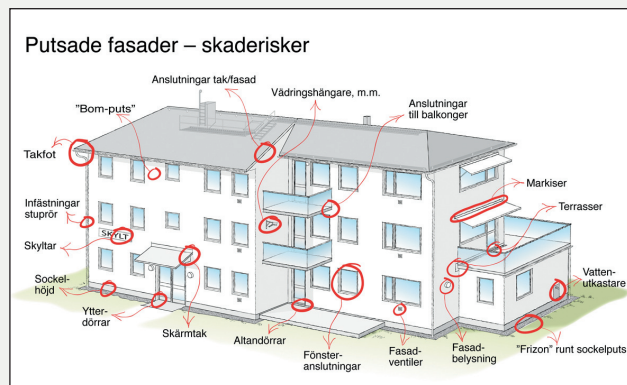 Putsade fasader – skaderisker
Anslutningar tak/fasad
Vädringshängare, m.m.
"Bom-puts"
Anslutningar
till balkonger
Takfot
Markiser
Infästningar
stuprör
Terrasser
SKYLT
Skyltar
Sockel-
höjd
Vatten-
utkastare
Ytter-
dörrar
Skärmtak
Altandörrar
Fönster-
anslutningar
Fasad-
ventiler
Fasad-
belysning
"Frizon" runt sockelputs